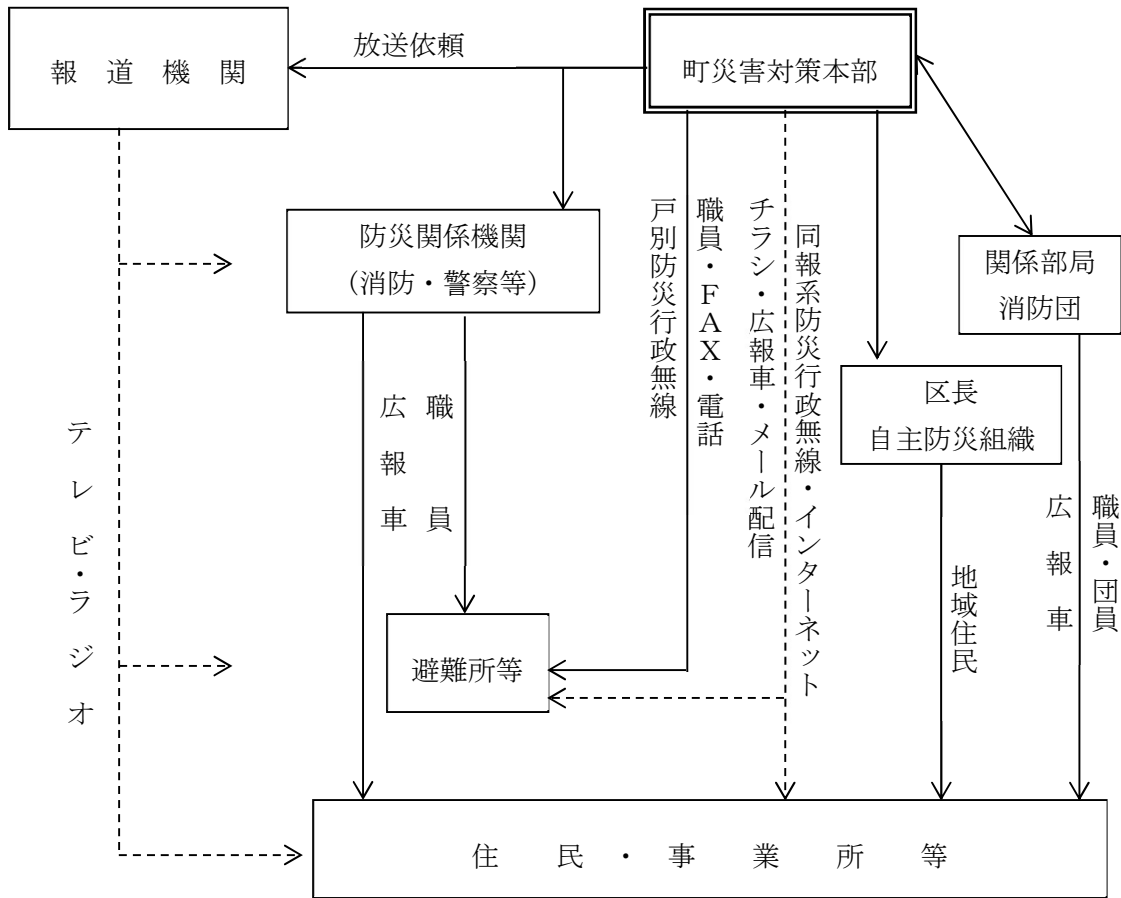 放送依頼
報道機関
町災害対策本部
防災関係機関
（消防・警察等）
戸別防災行政無線
職員・ＦＡＸ・電話
チラシ・広報車・メール配信
同報系防災行政無線・インターネット
関係部局
消防団
区長
自主防災組織
広報車
職員
テレビ・ラジオ
避難所等
地域住民
広報車
職員・団員
住民・事業所等